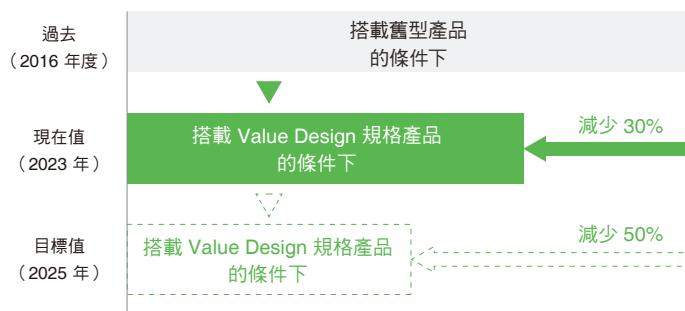 過去
（2016 年度）
搭載舊型產品
的條件下
現在值
（2023 年）
搭載 Value Design 規格產品
的條件下
減少 30%
目標值
（2025 年）
搭載 Value Design 規格產品
的條件下
減少 50%